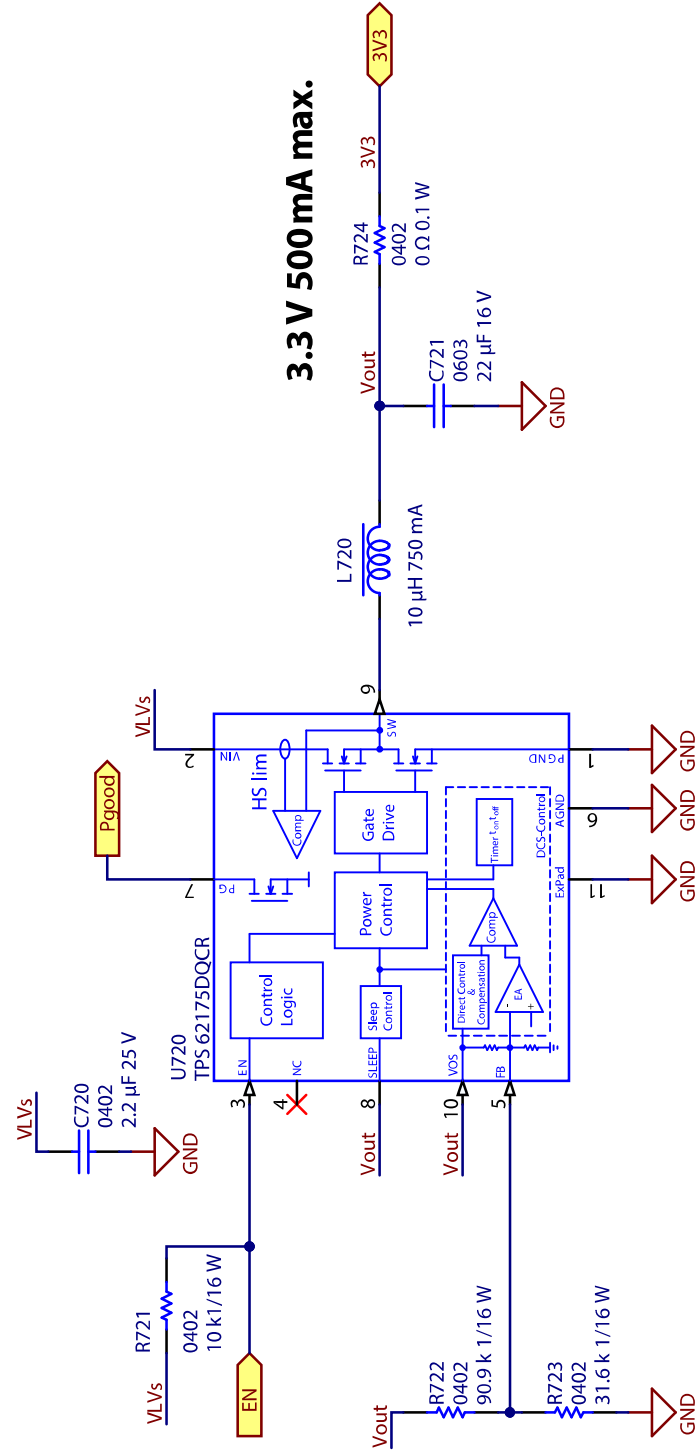 3.3 V 500 mA max.
VLVs
R721
0402
10 k1/16 W
EN
VLVs
C720
0402
2.2 µF 25 V
GND
Pgood
VLVs
U720
TPS 62175DQCR
3
EN
4
NC
8
SLEEP
Vout
10
VOS
Vout
5
FB
7
PG
2
VIN
9
SW
1
PGND
6
AGND
11
ExPad
GND
GND
GND
Control
Logic
HS lim
Comp
Gate
Drive
Power
Control
Sleep
Control
Direct Control
&
Compensation
Comp
EA
-
+
Timer ton toff
DCS-Control
L 720
10 µH 750 mA
Vout
C721
0603
22 µF 16 V
GND
R724
0402
0 Ω 0.1 W
3V3
3V3
Vout
R722
0402
90.9 k 1/16 W
R723
0402
31.6 k 1/16 W
GND